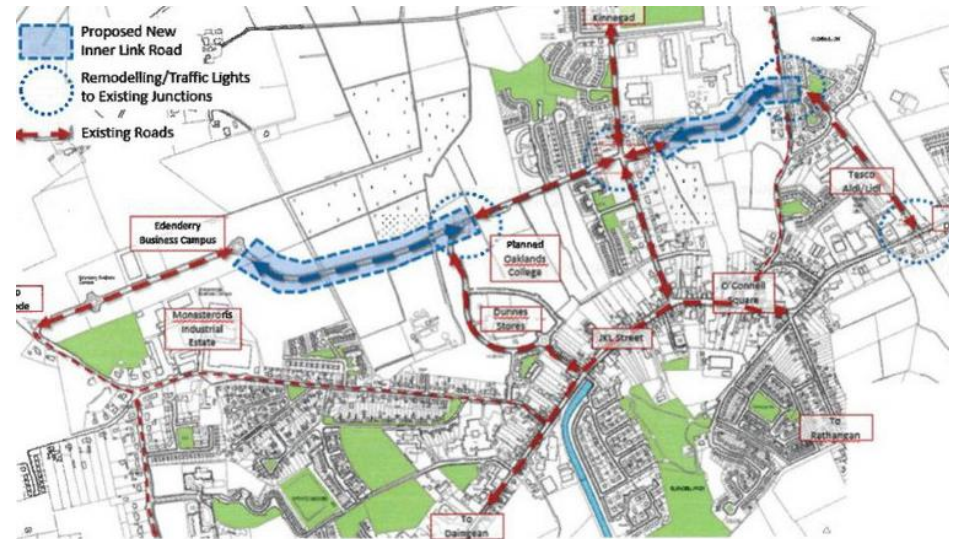 Proposed New
Inner Link Road
Remodelling/Traffic Lights
to Existing Junctions
Existing Roads
Kinnegad
Tesco
Aldi/Lidl
Edenderry
Business Campus
Planned
Oaklands
College
O'Connell
Square
Monasteroris
Industrial
Estate
Dunnes
Stores
JKL Street
To
Rathangan
To
Daingean